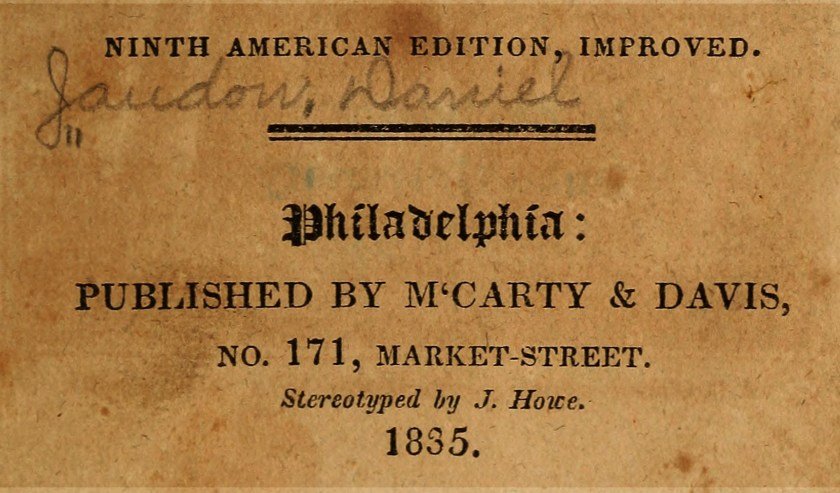 NINTH AMERICAN EDITION, IMPROVED.
Jaudon, Daniel
"
Philadelphia:
PUBLISHED BY M‘CARTY & DAVIS,
NO. 171, MARKET-STREET.
Stereotyped by J. Howe.
1835.